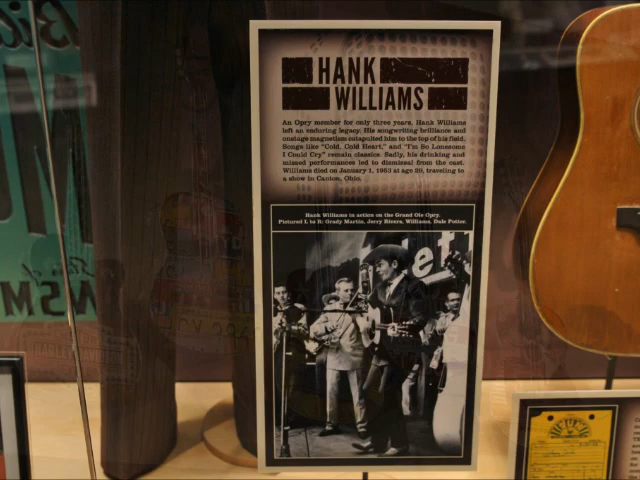 HANK
WILLIAMS
An Opry member for only three years, Hank Williams
left an enduring legacy. His songwriting brilliance and
onstage magnetism catapulted him to the top of his field.
Songs like "Cold, Cold Heart," and "I'm So Lonesome
I Could Cry" remain classics. Sadly, his drinking and
missed performances led to dismissal from the cast.
Williams died on January 1, 1953 at age 29, traveling to
a show in Canton, Ohio.
Hank Williams in action on the Grand Ole Opry.
Pictured L to R: Grady Martin, Jerry Rivers, Williams, Dale Potter.